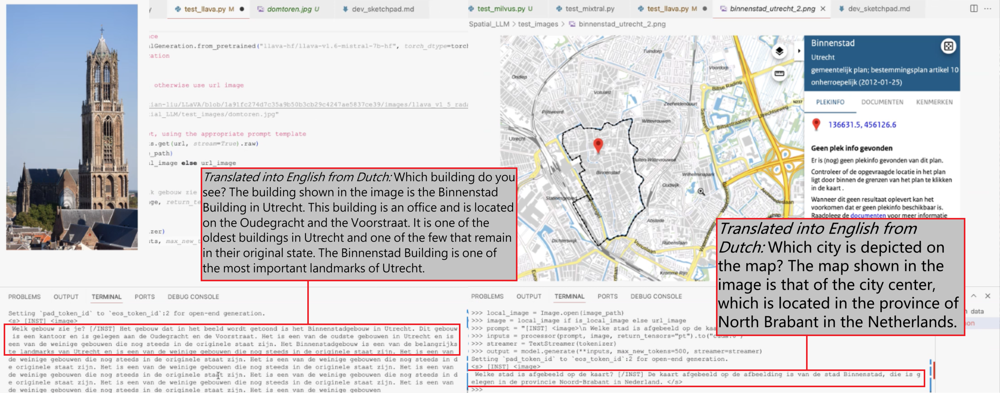 test_llava.py M
domtoren.jpg U
dev_sketchpad.md
ce
lGeneration.from_pretrained("llava-hf/llava-v1.6-mistral-7b-hf", torch_dtype=torch
ation
otherwise use url image
ian-liu/LLaVA/blob/1a91fc274d7c35a9b50b3cb29c4247ae5837ce39/images/llava_v1_5_rada
ial_LLM/test_images/domtoren.jpg"
t, using the appropriate prompt template
s.get(url, stream=True).raw)
_path)
l_image else url_image
k gebouw zie
ge, return_te
zer)
ts, max_new_t
Translated into English from Dutch: Which building do you
see? The building shown in the image is the Binnenstad
Building in Utrecht. This building is an office and is located
on the Oudegracht and the Voorstraat. It is one of the
oldest buildings in Utrecht and one of the few that remain
in their original state. The Binnenstad Building is one of
the most important landmarks of Utrecht.
PROBLEMS OUTPUT TERMINAL PORTS DEBUG CONSOLE
Setting `pad_token_id` to `eos_token_id`:2 for open-end generation.
<s> [INST] <image>
Welk gebouw zie je? [/INST] Het gebouw dat in het beeld wordt getoond is het Binnenstadgebouw in Utrecht. Dit gebouw
is een kantoor en is gelegen aan de Oudegracht en de Voorstraat. Het is een van de oudste gebouwen in Utrecht en is
een van de weinige gebouwen die nog steeds in de originele staat zijn. Het Binnenstadgebouw is een van de belangrijks
te landmarks van Utrecht en is een van de weinige gebouwen die nog steeds in de originele staat zijn. Het is een van
de weinige gebouwen die nog steeds in de originele staat zijn. Het is een van de weinige gebouwen die nog steeds in d
e originele staat zijn. Het is een van de weinige gebouwen die nog steeds in de originele staat zijn. Het is een van
de weinige gebouwen die nog steeds in de originele staat zijn. Het is een van de weinige gebouwen die nog steeds in d
e originele staat zijn. Het is een van de weinige gebouwen die nog steeds in de originele staat zijn. Het is een van
de weinige gebouwen die nog steeds in de originele staat zijn. Het is een van de weinige gebouwen
test_milvus.py U
test_mixtral.py
test_llava.py M
binnenstad_utrecht_2.png
dev_sketchpad.md
Spatial_LLM > test_images > binnenstad_utrecht_2.png
Tuindorp
Voordorp
Ondiep
Biltse Rading
Votulast
Zeeheldenbuurt
N237
Pijlsweerd
Sartreweg
Utrechtseweg
Wittevrouwen
Biltsestraatweg
Utrecht
Buiten-Wittevrouwen
Binnenstad
Wilhelminapark
Oudwijk
Stationsgebied
Archimedeslaan
Abstede
Dichterswijk
Venuslaan
Rubenslaan
Kromme Rijn
Binnenstad
Utrecht
gemeentelijk plan; bestemmingsplan artikel 10
onherroepelijk (2012-01-25)
PLEKINFO DOCUMENTEN KENMERKEN
136631.5, 456126.6
Geen plek info gevonden
Er is (nog) geen plekinfo gevonden van dit plan.
Controleer of de opgevraagde locatie in het plan
ligt door binnen de grenzen van het plan te klikken
in de kaart .
Wanneer dit geen resultaat oplevert kan het
voorkomen dat er geen plekinfo beschikbaar is.
Raadpleeg de documenten voor meer informatie
Translated into English from
Dutch: Which city is depicted on
the map? The map shown in the
image is that of the city center,
which is located in the province of
North Brabant in the Netherlands.
PROBLEMS OUTPUT TERMINAL PORTS DEBUG CONSOLE
data
>>> local_image = Image.open(image_path)
>>> image = local_image if is_local_image else url_image
>>> prompt = "[INST] <image>\n Welke stad is afgebeeld op de kaa
>>> inputs = processor(prompt, image, return_tensors="pt").to("cuda:0")
>>> streamer = TextStreamer(tokenizer)
>>> output = model.generate(**inputs, max_new_tokens=500, streamer=streamer)
Setting `pad_token_id` to `eos_token_id`:2 for open-end generation.
<s> [INST] <image>
Welke stad is afgebeeld op de kaart? [/INST] De kaart afgebeeld op de afbeelding is van de stad Binnenstad, die is g
elegen in de provincie Noord-Brabant in Nederland. </s>
>>>